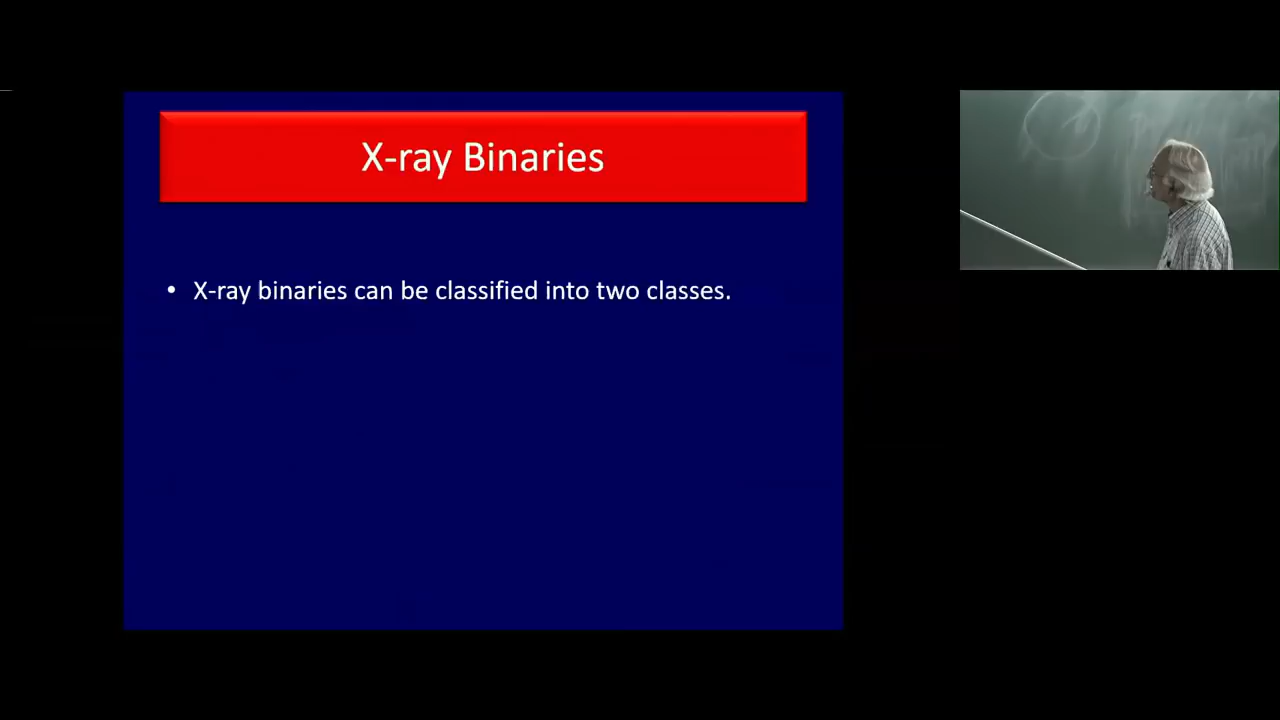 X-ray Binaries
• X-ray binaries can be classified into two classes.